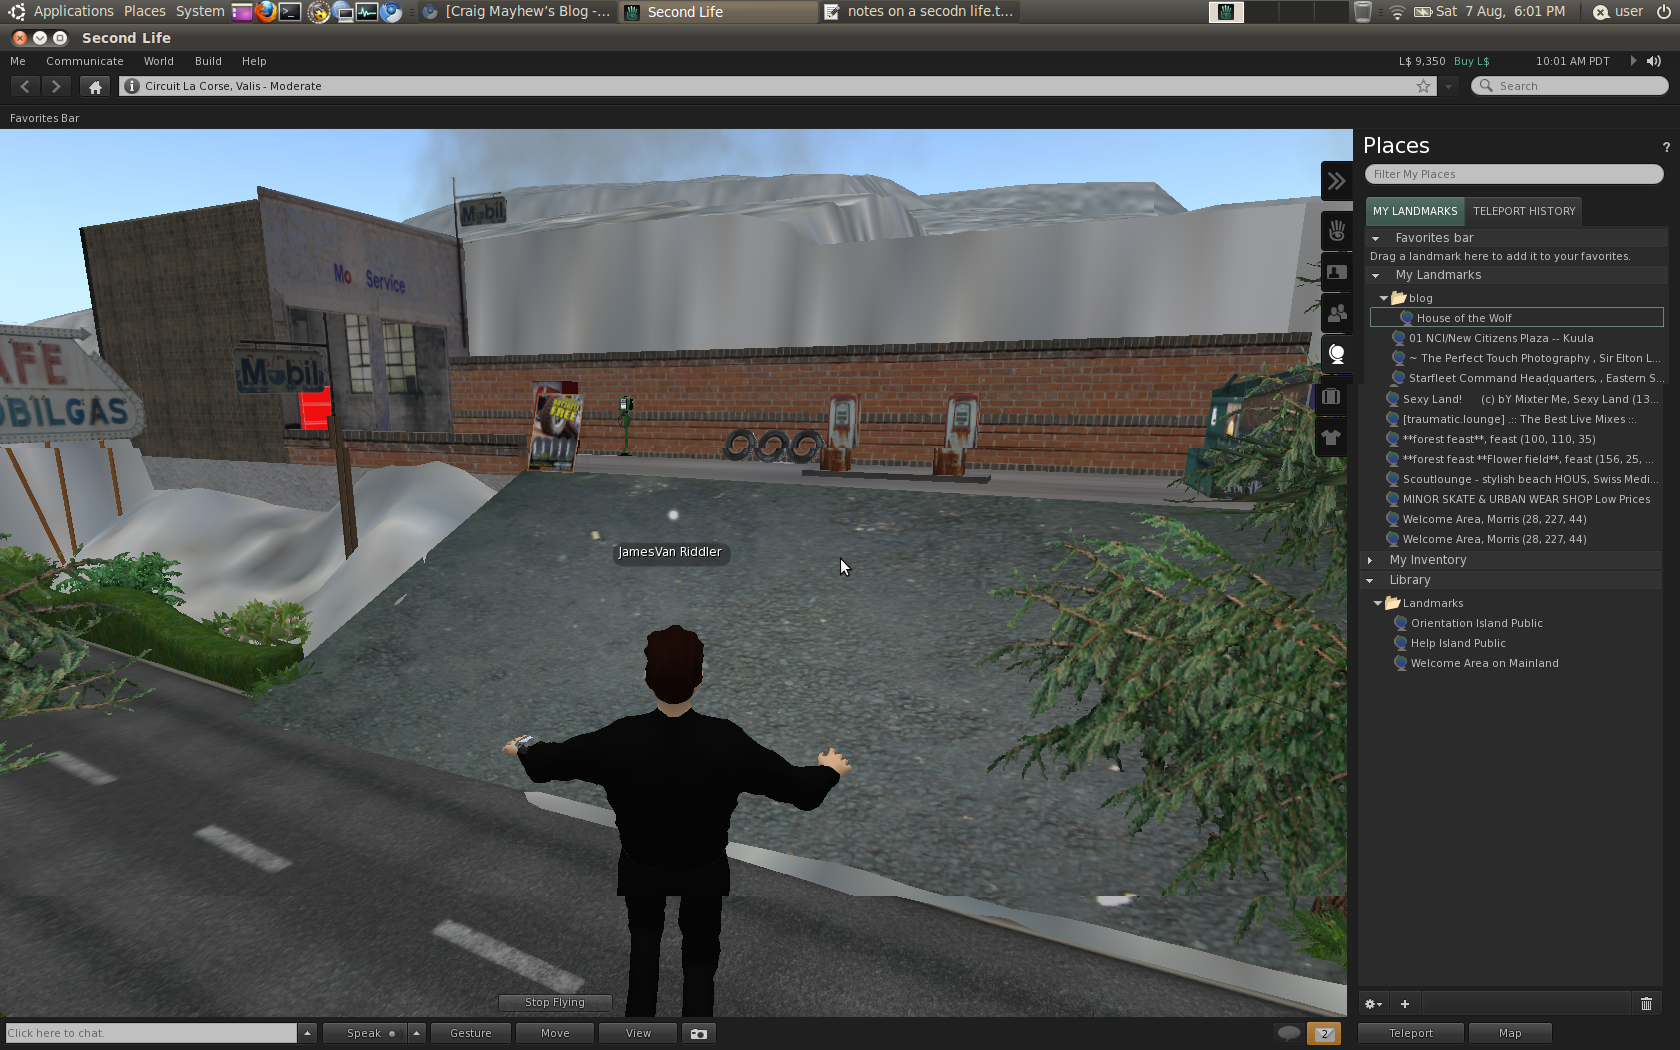 Applications Places System
[Craig Mayhew's Blog -...
Second Life
notes on a secodn life.t...
Sat 7 Aug, 6:01 PM
user
Second Life
Me Communicate World Build Help
L$ 9,350 Buy L$ 10:01 AM PDT
Circuit La Corse, Valis - Moderate
Search
Favorites Bar
Places
?
Filter My Places
MY LANDMARKS
TELEPORT HISTORY
Favorites bar
Drag a landmark here to add it to your favorites.
My Landmarks
blog
House of the Wolf
01 NCI/New Citizens Plaza -- Kuula
~ The Perfect Touch Photography , Sir Elton L...
Starfleet Command Headquarters, , Eastern S...
Sexy Land! (c) bY Mixter Me, Sexy Land (13...
[traumatic.lounge] .:: The Best Live Mixes ::.
**forest feast**, feast (100, 110, 35)
**forest feast **Flower field**, feast (156, 25, ...
Scoutlounge - stylish beach HOUS, Swiss Medi...
MINOR SKATE & URBAN WEAR SHOP Low Prices
Welcome Area, Morris (28, 227, 44)
Welcome Area, Morris (28, 227, 44)
My Inventory
Library
Landmarks
Orientation Island Public
Help Island Public
Welcome Area on Mainland
Mobil
Service
Mobil
AFE
OBILGAS
FREE
JamesVan Riddler
Stop Flying
Click here to chat.
Speak
Gesture
Move
View
2
Teleport
Map